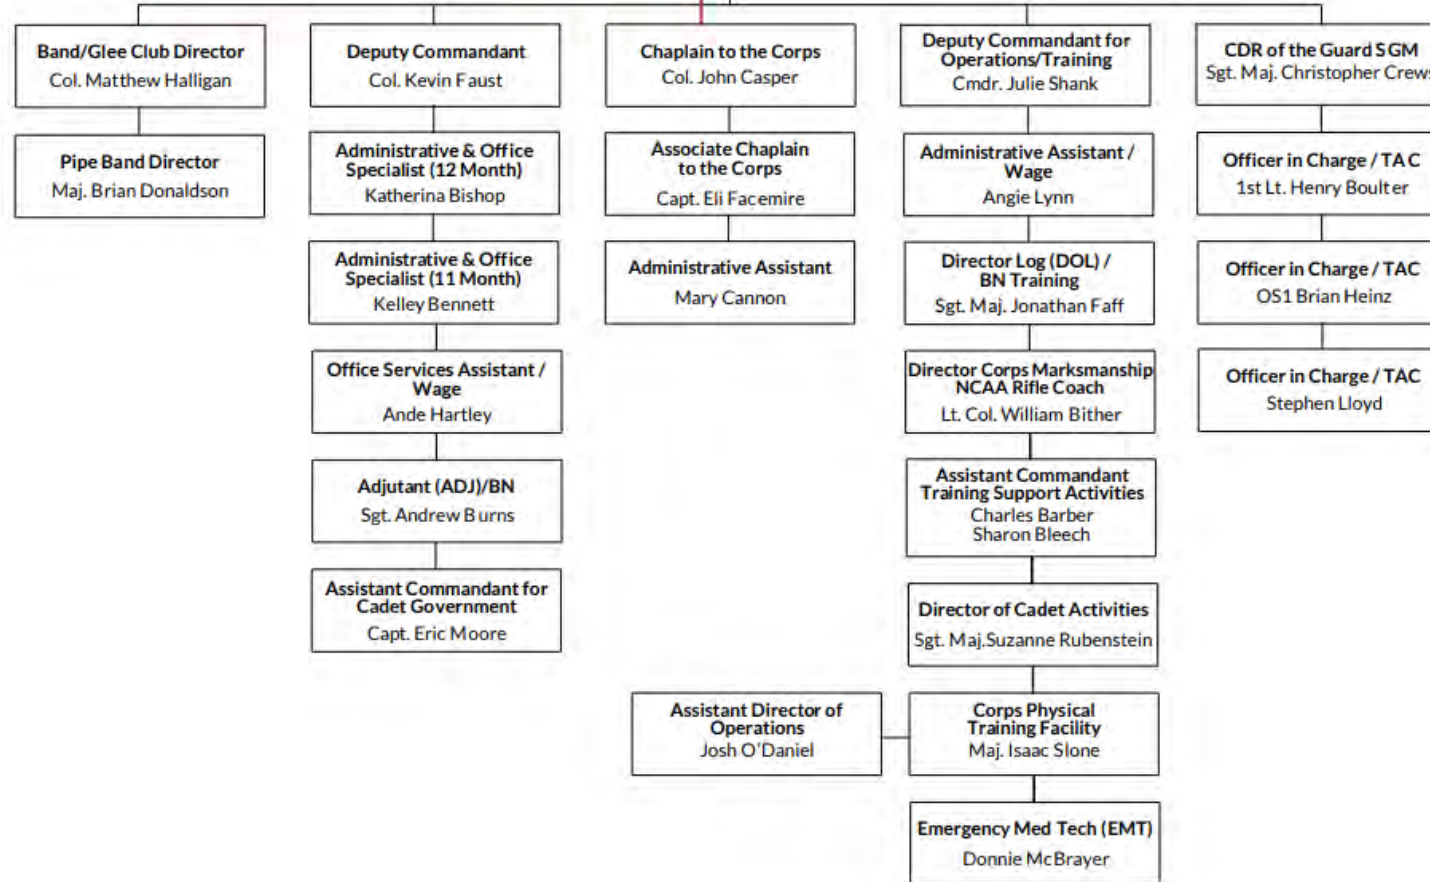 Band/Glee Club Director
Col. Matthew Halligan
Pipe Band Director
Maj. Brian Donaldson
Deputy Commandant
Col. Kevin Faust
Administrative & Office
Specialist (12 Month)
Katherina Bishop
Administrative & Office
Specialist (11 Month)
Kelley Bennett
Office Services Assistant /
Wage
Ande Hartley
Adjutant (ADJ)/BN
Sgt. Andrew Burns
Assistant Commandant for
Cadet Government
Capt. Eric Moore
Chaplain to the Corps
Col. John Casper
Associate Chaplain
to the Corps
Capt. Eli Facemire
Administrative Assistant
Mary Cannon
Deputy Commandant for
Operations/Training
Cmdr. Julie Shank
Administrative Assistant /
Wage
Angie Lynn
Director Log (DOL) /
BN Training
Sgt. Maj. Jonathan Faff
Director Corps Marksmanship
NCAA Rifle Coach
Lt. Col. William Bither
Assistant Commandant
Training Support Activities
Charles Barber
Sharon Bleech
Director of Cadet Activities
Sgt. Maj.Suzanne Rubenstein
Assistant Director of
Operations
Josh O'Daniel
Corps Physical
Training Facility
Maj. Isaac Slone
Emergency Med Tech (EMT)
Donnie McBrayer
CDR of the Guard SGM
Sgt. Maj. Christopher Crews
Officer in Charge / TAC
1st Lt. Henry Boulter
Officer in Charge / TAC
OS1 Brian Heinz
Officer in Charge / TAC
Stephen Lloyd